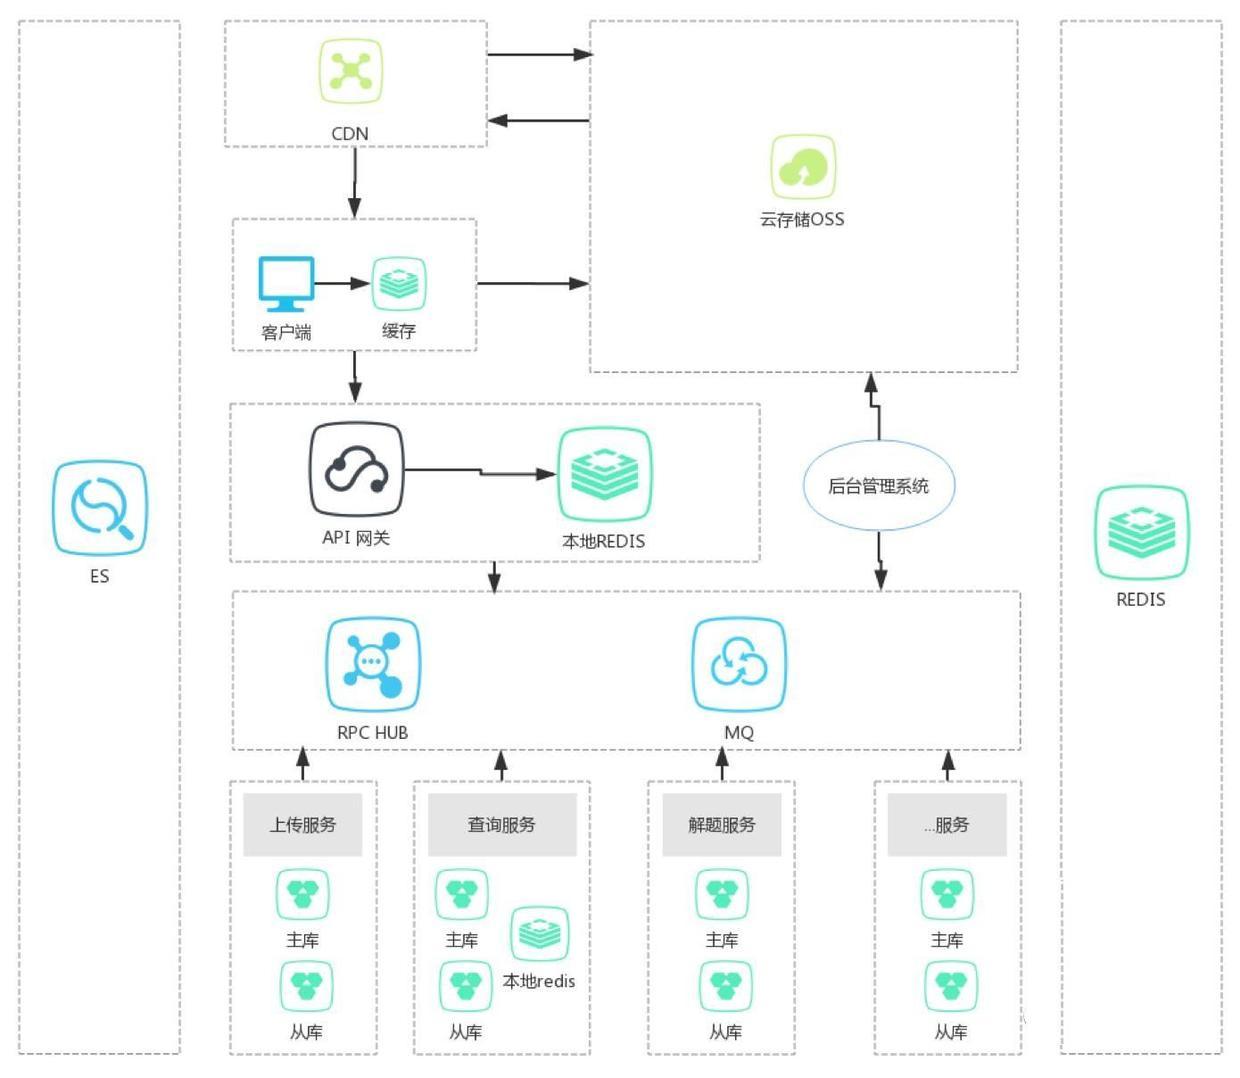 CDN
云存储OSS
客户端
缓存
API 网关
本地REDIS
后台管理系统
ES
REDIS
RPC HUB
MQ
上传服务
查询服务
解题服务
...服务
主库
主库
主库
主库
本地redis
从库
从库
从库
从库